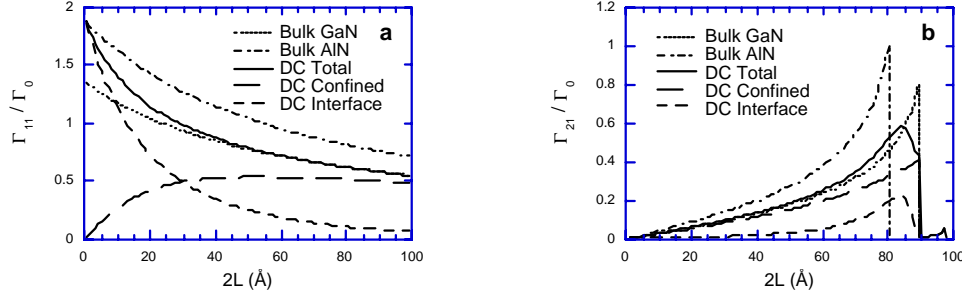 a
Bulk GaN
Bulk AlN
DC Total
DC Confined
DC Interface
Γ11 / Γ0
2
1.5
1
0.5
0
0 20 40 60 80 100
2L (Å)
b
Bulk GaN
Bulk AlN
DC Total
DC Confined
DC Interface
Γ21 / Γ0
1.2
1
0.8
0.6
0.4
0.2
0
0 20 40 60 80 100
2L (Å)